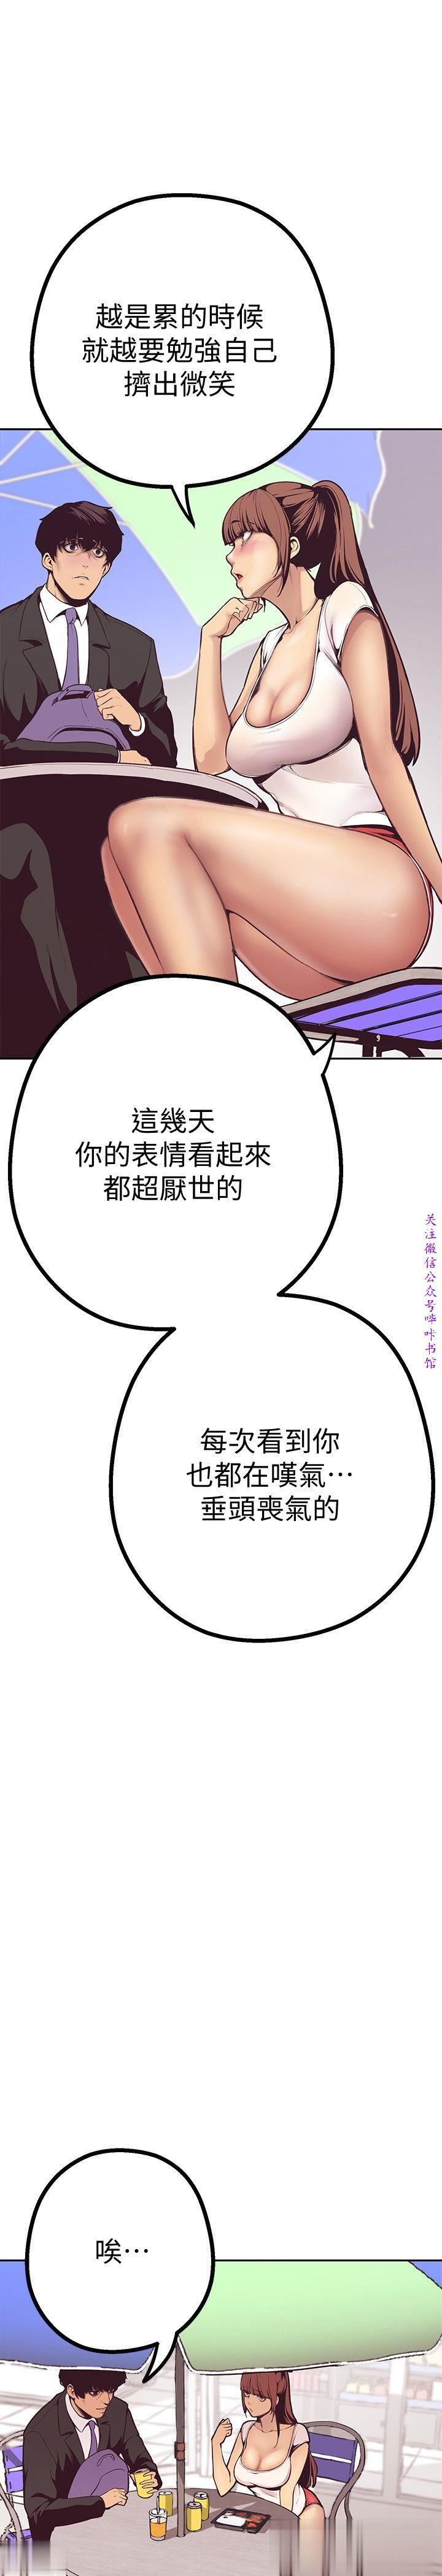 越是累的時候
就越要勉強自己
擠出微笑
這幾天
你的表情看起來
都超厭世的
关注微信公众号哔咔书馆
每次看到你
也都在嘆氣⋯
垂頭喪氣的
唉⋯